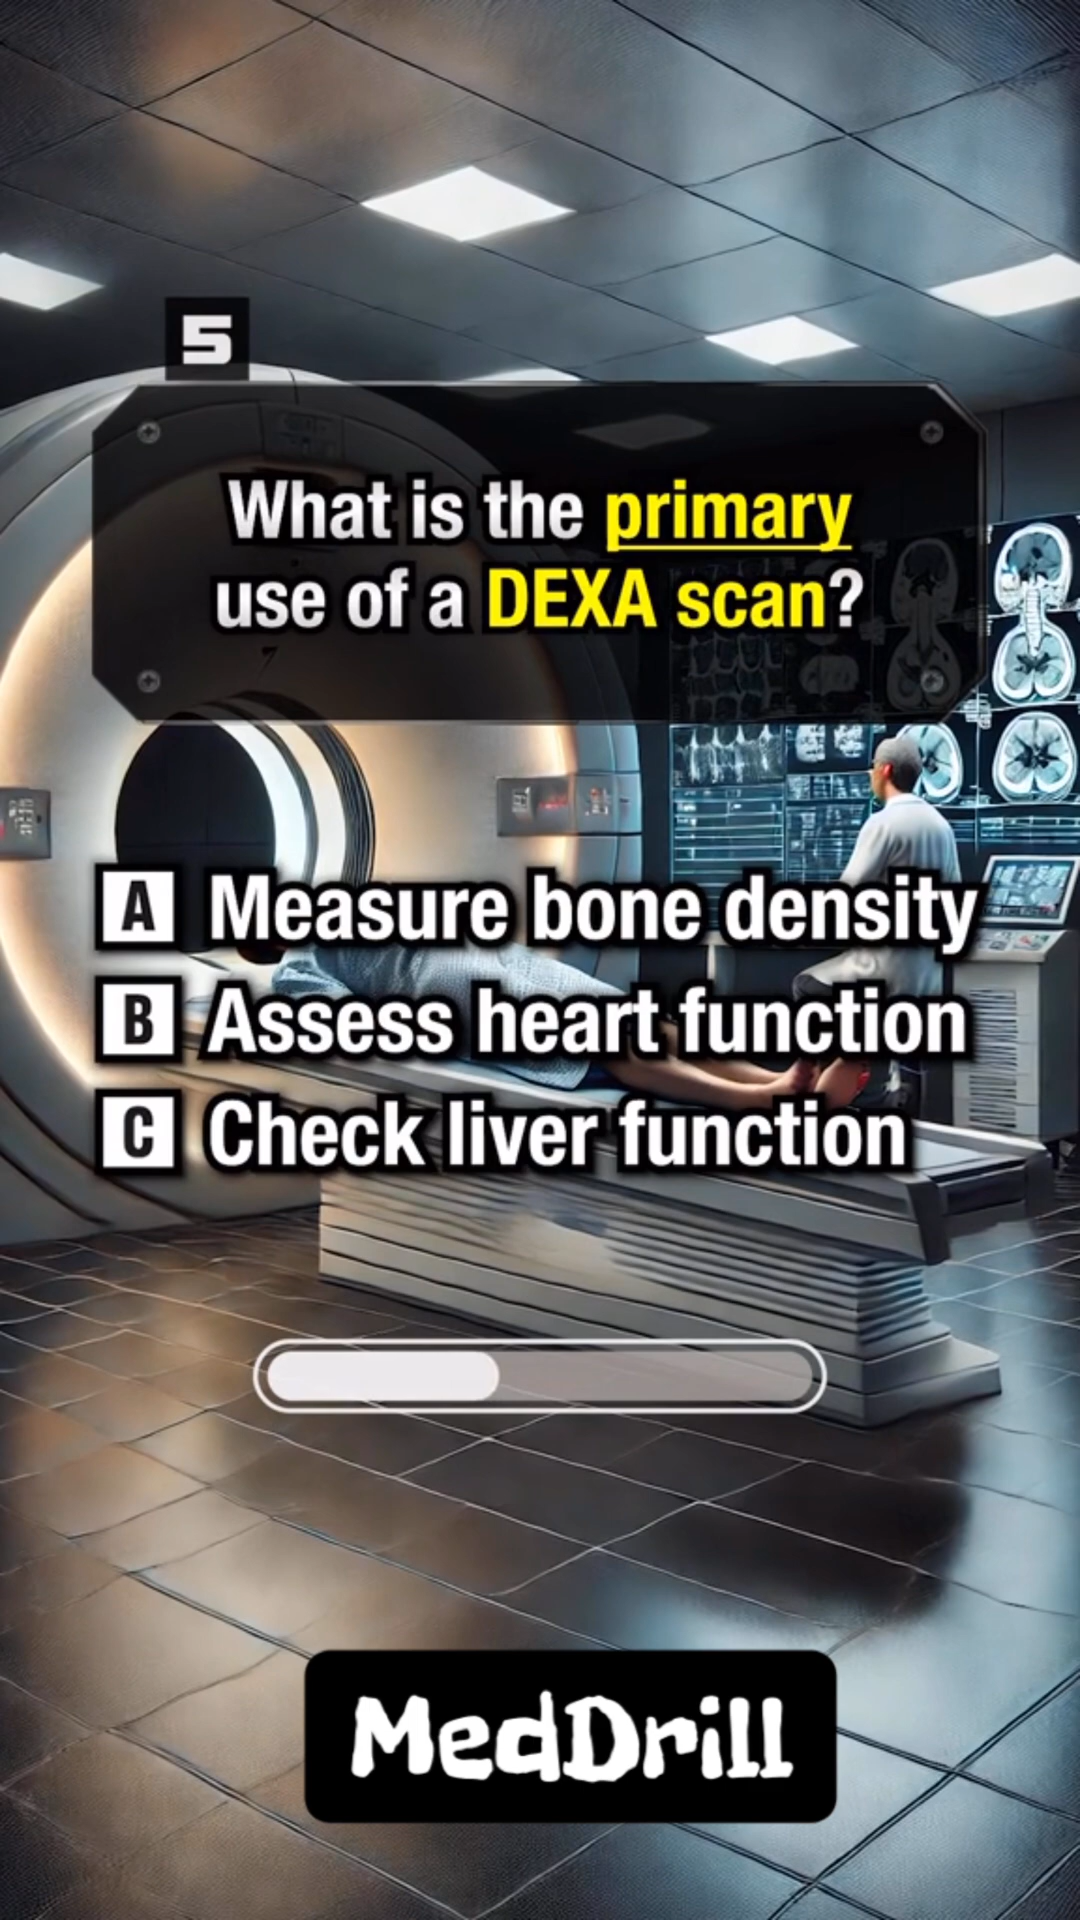 5
What is the primary
use of a DEXA scan?
A Measure bone density
B Assess heart function
C Check liver function
MedDrill